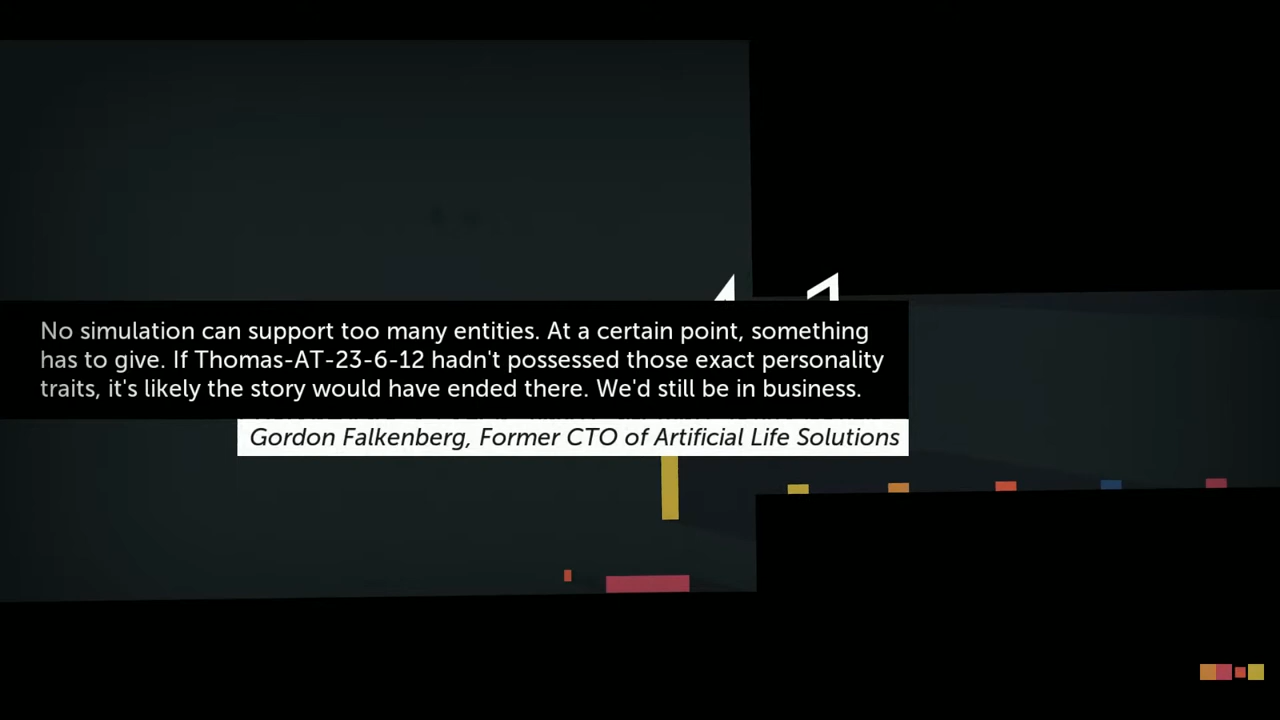 No simulation can support too many entities. At a certain point, something
has to give. If Thomas-AT-23-6-12 hadn't possessed those exact personality
traits, it's likely the story would have ended there. We'd still be in business.
Gordon Falkenberg, Former CTO of Artificial Life Solutions